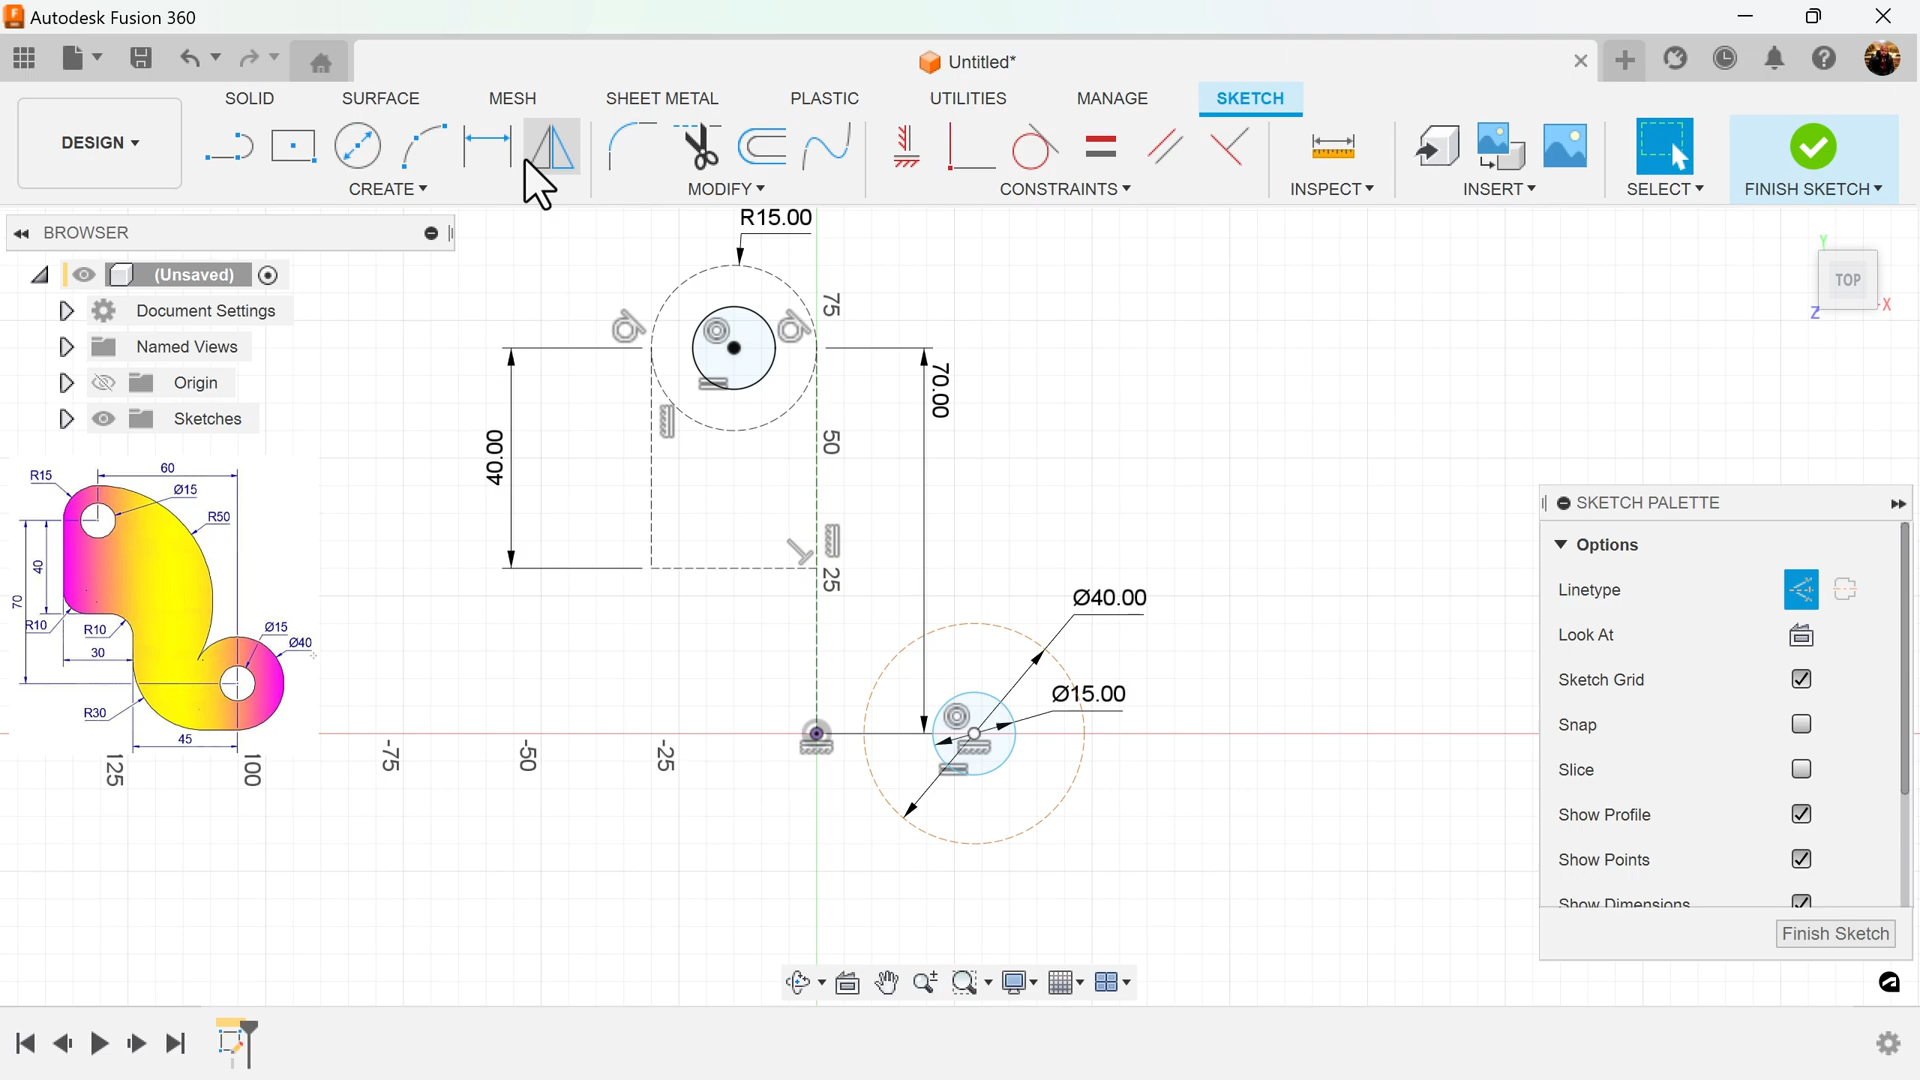 Autodesk Fusion 360
Untitled*
DESIGN
SOLID SURFACE MESH SHEET METAL PLASTIC UTILITIES MANAGE SKETCH
CREATE MODIFY CONSTRAINTS INSPECT INSERT SELECT FINISH SKETCH
BROWSER
(Unsaved)
Document Settings
Named Views
Origin
Sketches
R15.00
75
70.00
50
40.00
25
Ø40.00
Ø15.00
-75
-50
-25
125
100
60
R15
Ø15
R50
40
70
R10
R10
Ø15
Ø40
30
R30
45
Y
TOP
X
Z
SKETCH PALETTE
Options
Linetype
Look At
Sketch Grid
Snap
Slice
Show Profile
Show Points
Show Dimensions
Finish Sketch